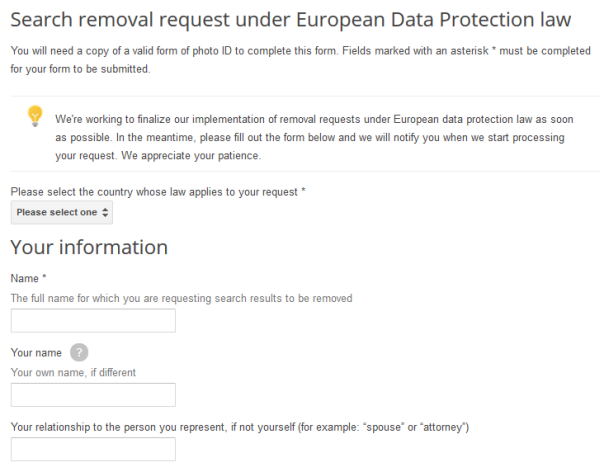 Search removal request under European Data Protection law
You will need a copy of a valid form of photo ID to complete this form. Fields marked with an asterisk * must be completed
for your form to be submitted.
We're working to finalize our implementation of removal requests under European data protection law as soon
as possible. In the meantime, please fill out the form below and we will notify you when we start processing
your request. We appreciate your patience.
Please select the country whose law applies to your request *
Please select one
Your information
Name *
The full name for which you are requesting search results to be removed
Your name ?
Your own name, if different
Your relationship to the person you represent, if not yourself (for example: “spouse” or “attorney”)